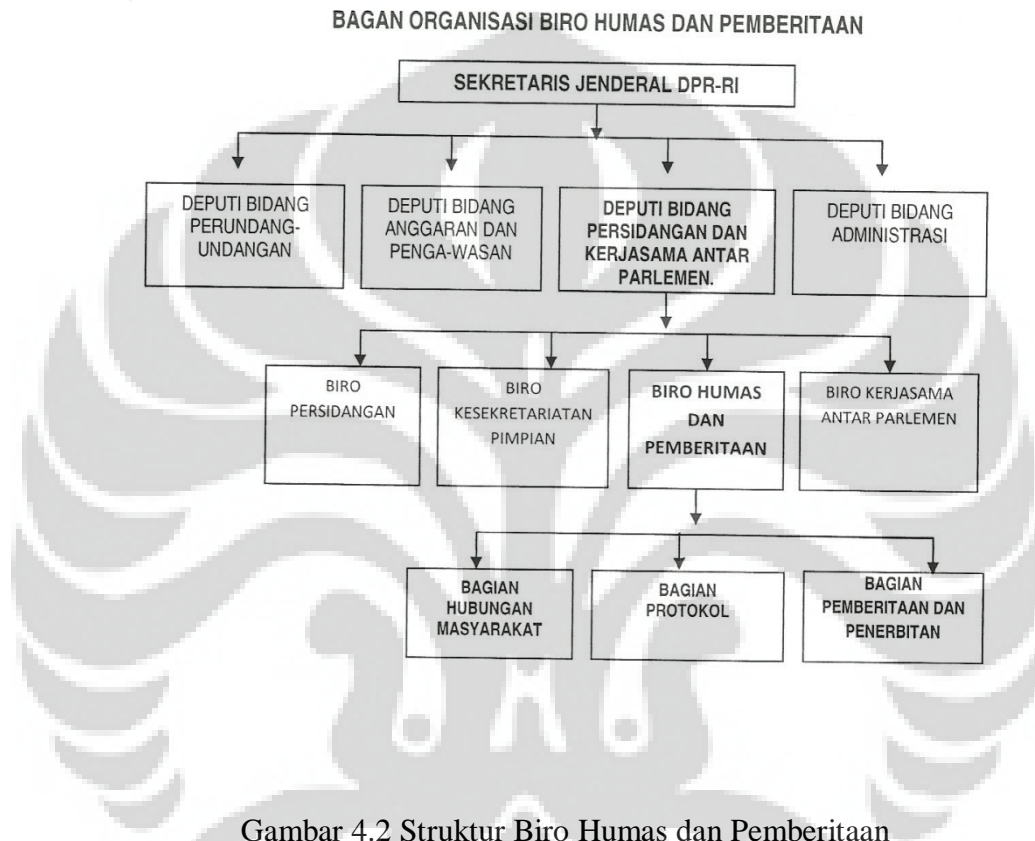 BAGAN ORGANISASI BIRO HUMAS DAN PEMBERITAAN
SEKRETARIS JENDERAL DPR-RI
DEPUTI BIDANG
PERUNDANG-
UNDANGAN
DEPUTI BIDANG
ANGGARAN DAN
PENGA-WASAN
DEPUTI BIDANG
PERSIDANGAN DAN
KERJASAMA ANTAR
PARLEMEN.
DEPUTI BIDANG
ADMINISTRASI
BIRO
PERSIDANGAN
BIRO
KESEKRETARIATAN
PIMPIAN
BIRO HUMAS
DAN
PEMBERITAAN
BIRO KERJASAMA
ANTAR PARLEMEN
BAGIAN
HUBUNGAN
MASYARAKAT
BAGIAN
PROTOKOL
BAGIAN
PEMBERITAAN DAN
PENERBITAN
Gambar 4.2 Struktur Biro Humas dan Pemberitaan